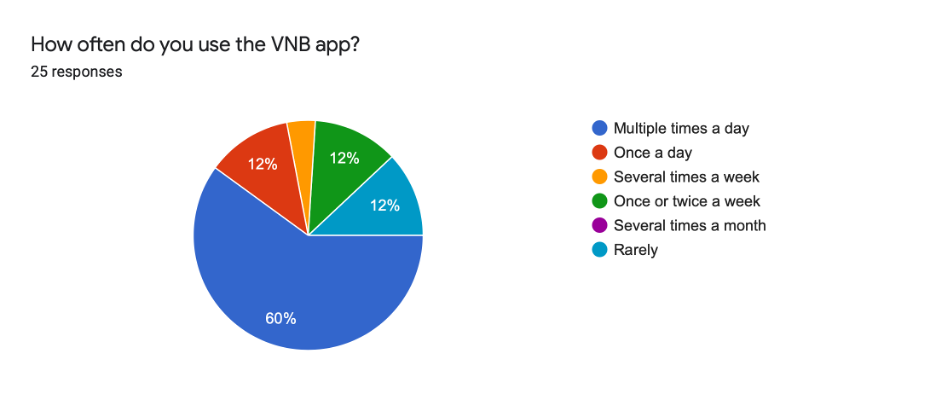 How often do you use the VNB app?
25 responses
12%
12%
12%
60%
Multiple times a day
Once a day
Several times a week
Once or twice a week
Several times a month
Rarely